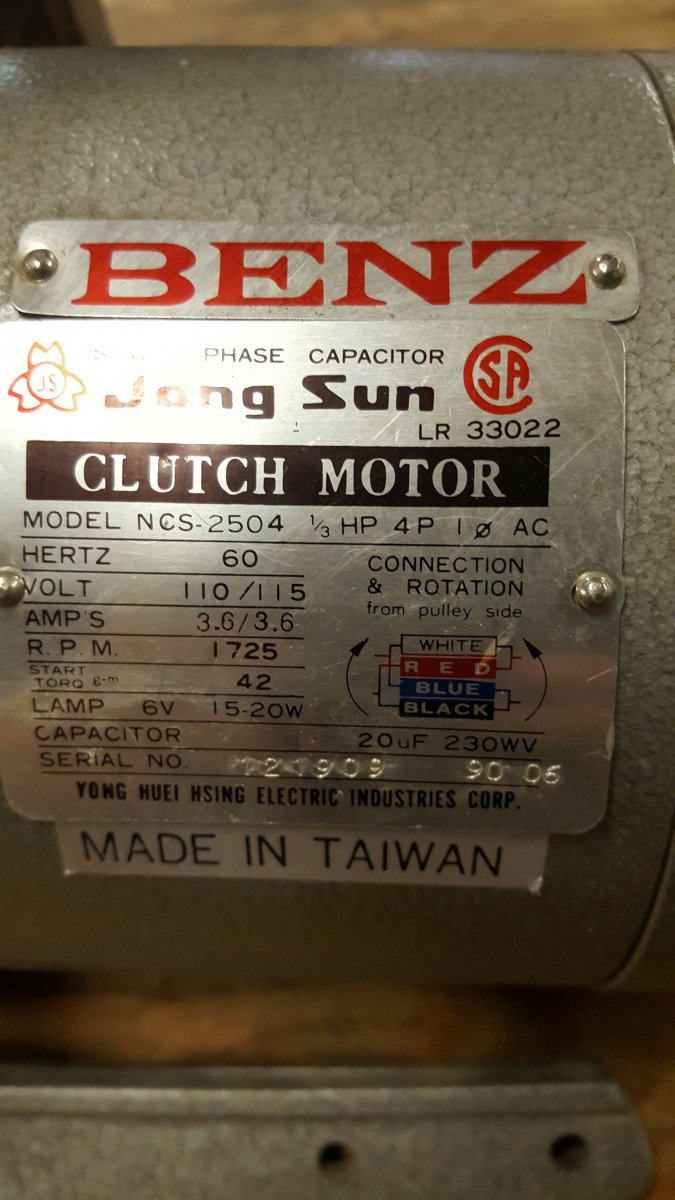 BENZ
JS
PHASE CAPACITOR
Jong Sun
CSA
LR 33022
CLUTCH MOTOR
MODEL NCS-2504 1/3 HP 4P 1ø AC
HERTZ 60
VOLT 110/115
AMP'S 3.6/3.6
R.P.M. 1725
START TORQ g-m 42
LAMP 6V 15-20W
CONNECTION
& ROTATION
from pulley side
WHITE
RED
BLUE
BLACK
CAPACITOR 20uF 230WV
SERIAL NO. 90 06
YONG HUEI HSING ELECTRIC INDUSTRIES CORP.
MADE IN TAIWAN